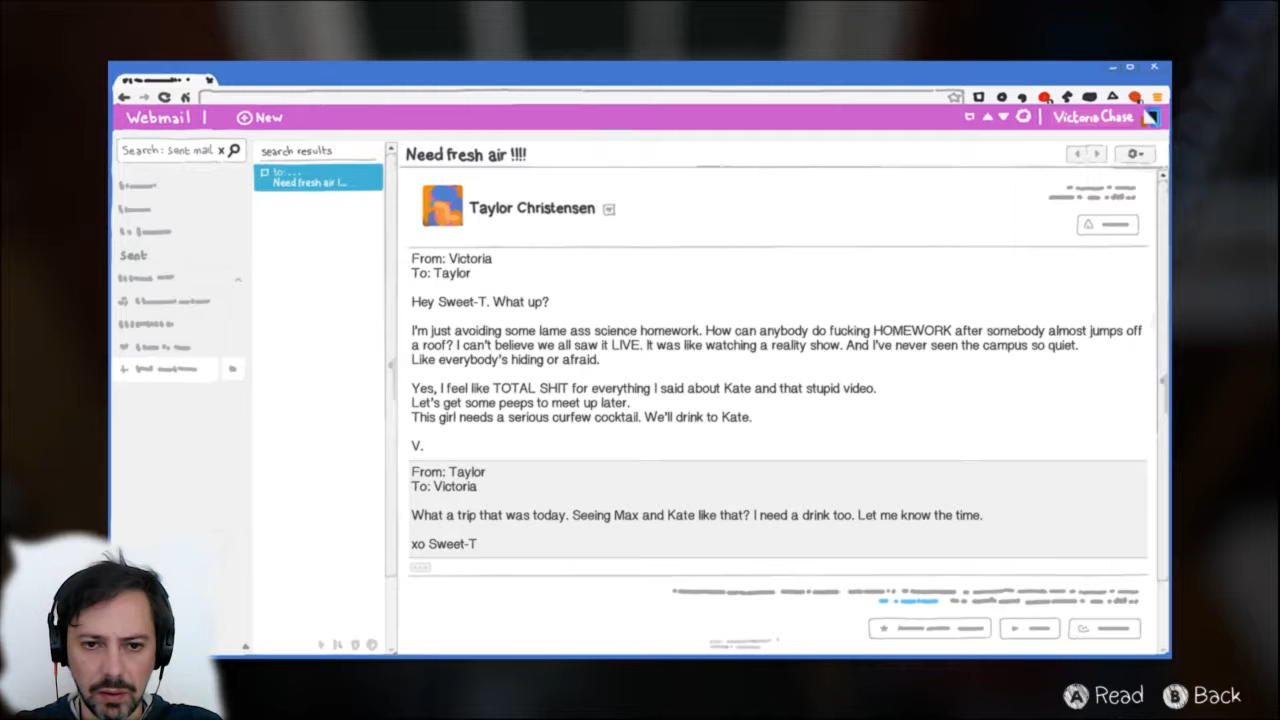 Webmail | New
Victoria Chase
Search: sent mail x
search results
Need fresh air !!!!
to:...
Need fresh air !...
Taylor Christensen
Sent
From: Victoria
To: Taylor
Hey Sweet-T. What up?
I'm just avoiding some lame ass science homework. How can anybody do fucking HOMEWORK after somebody almost jumps off
a roof? I can't believe we all saw it LIVE. It was like watching a reality show. And I've never seen the campus so quiet.
Like everybody's hiding or afraid.
Yes, I feel like TOTAL SHIT for everything I said about Kate and that stupid video.
Let's get some peeps to meet up later.
This girl needs a serious curfew cocktail. We'll drink to Kate.
V.
From: Taylor
To: Victoria
What a trip that was today. Seeing Max and Kate like that? I need a drink too. Let me know the time.
xo Sweet-T
A Read B Back